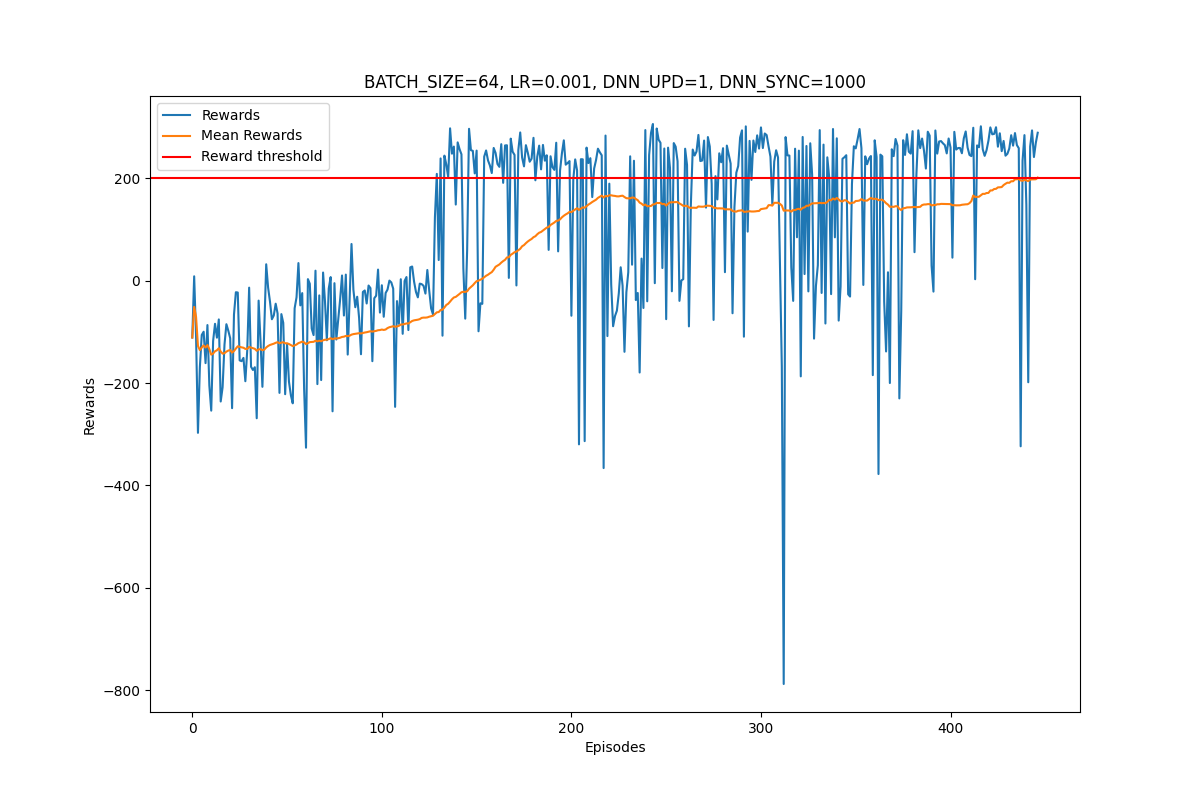 BATCH_SIZE=64, LR=0.001, DNN_UPD=1, DNN_SYNC=1000
Rewards
Mean Rewards
Reward threshold
200
0
−200
−400
−600
−800
Rewards
0
100
200
300
400
Episodes